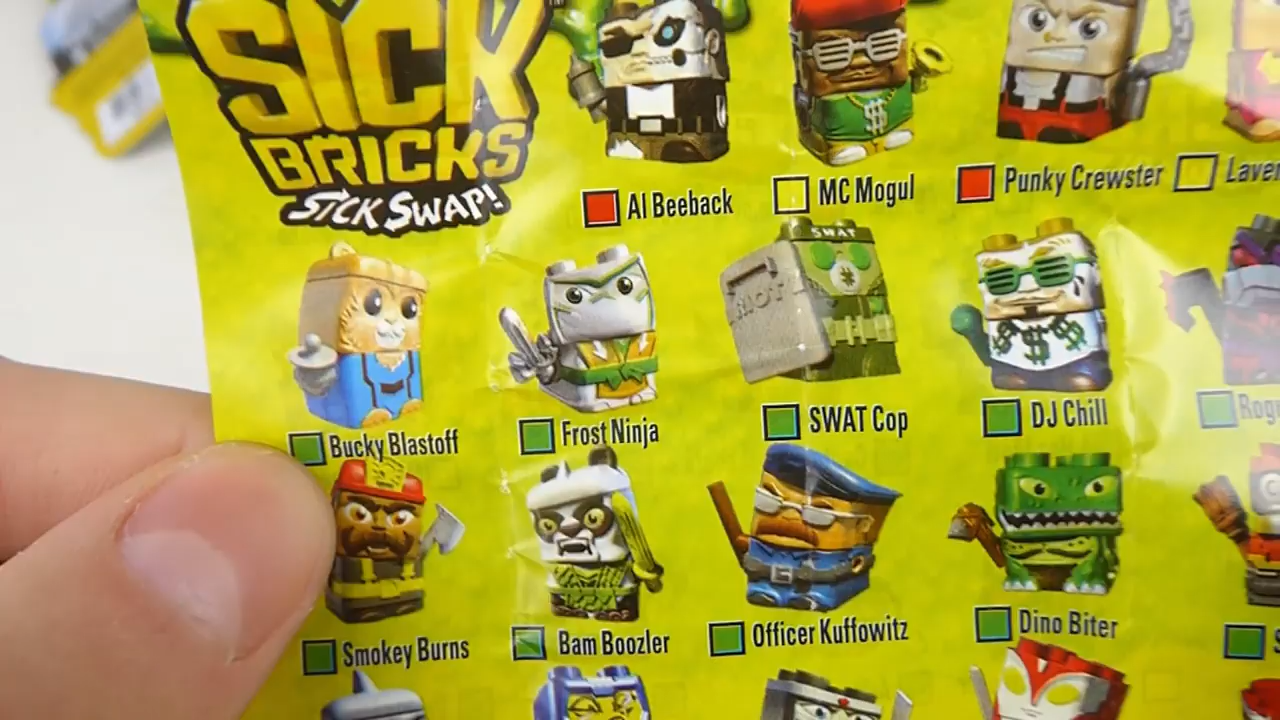 SICK
BRICKS
SICK SWAP!
Al Beeback
MC Mogul
Punky Crewster
SWAT
Bucky Blastoff
Frost Ninja
SWAT Cop
DJ Chill
Smokey Burns
Bam Boozler
Officer Kuffowitz
Dino Biter